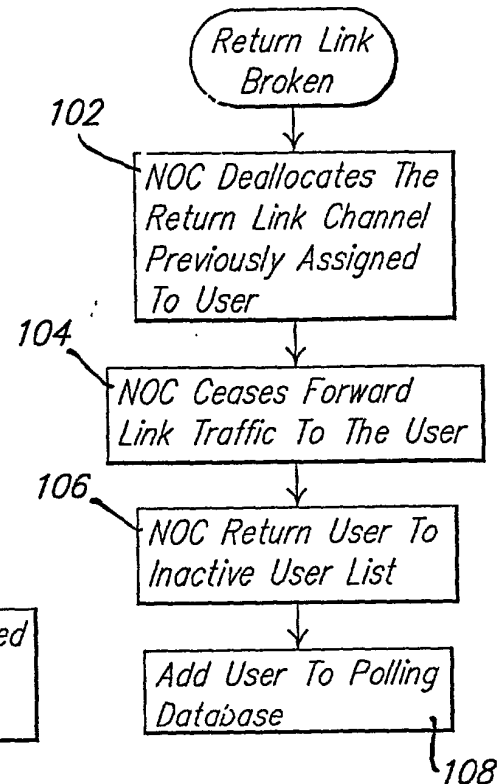 Return Link
Broken
102
NOC Deallocates The
Return Link Channel
Previously Assigned
To User
104
NOC Ceases Forward
Link Traffic To The User
106
NOC Return User To
Inactive User List
ed
Add User To Polling
Database
108